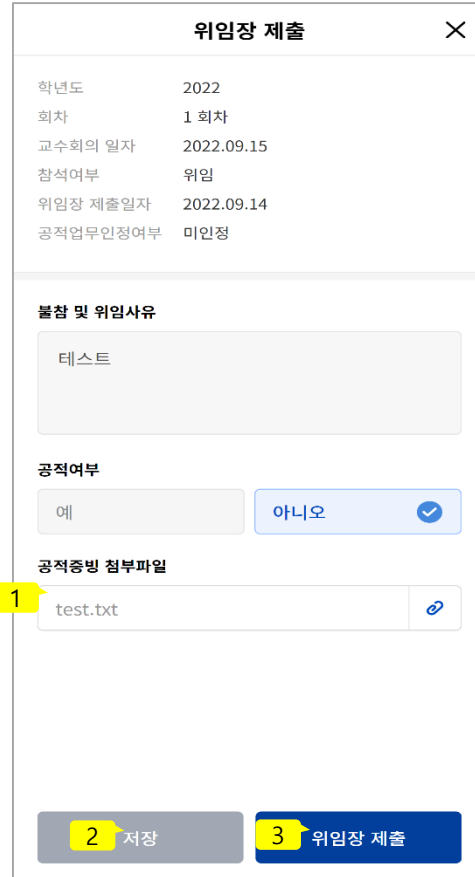 위임장 제출
학년도 2022
회차 1 회차
교수회의 일자 2022.09.15
참석여부 위임
위임장 제출일자 2022.09.14
공적업무인정여부 미인정
불참 및 위임사유
테스트
공적여부
예 아니오
공적증빙 첨부파일
1 test.txt
2 저장 3 위임장 제출